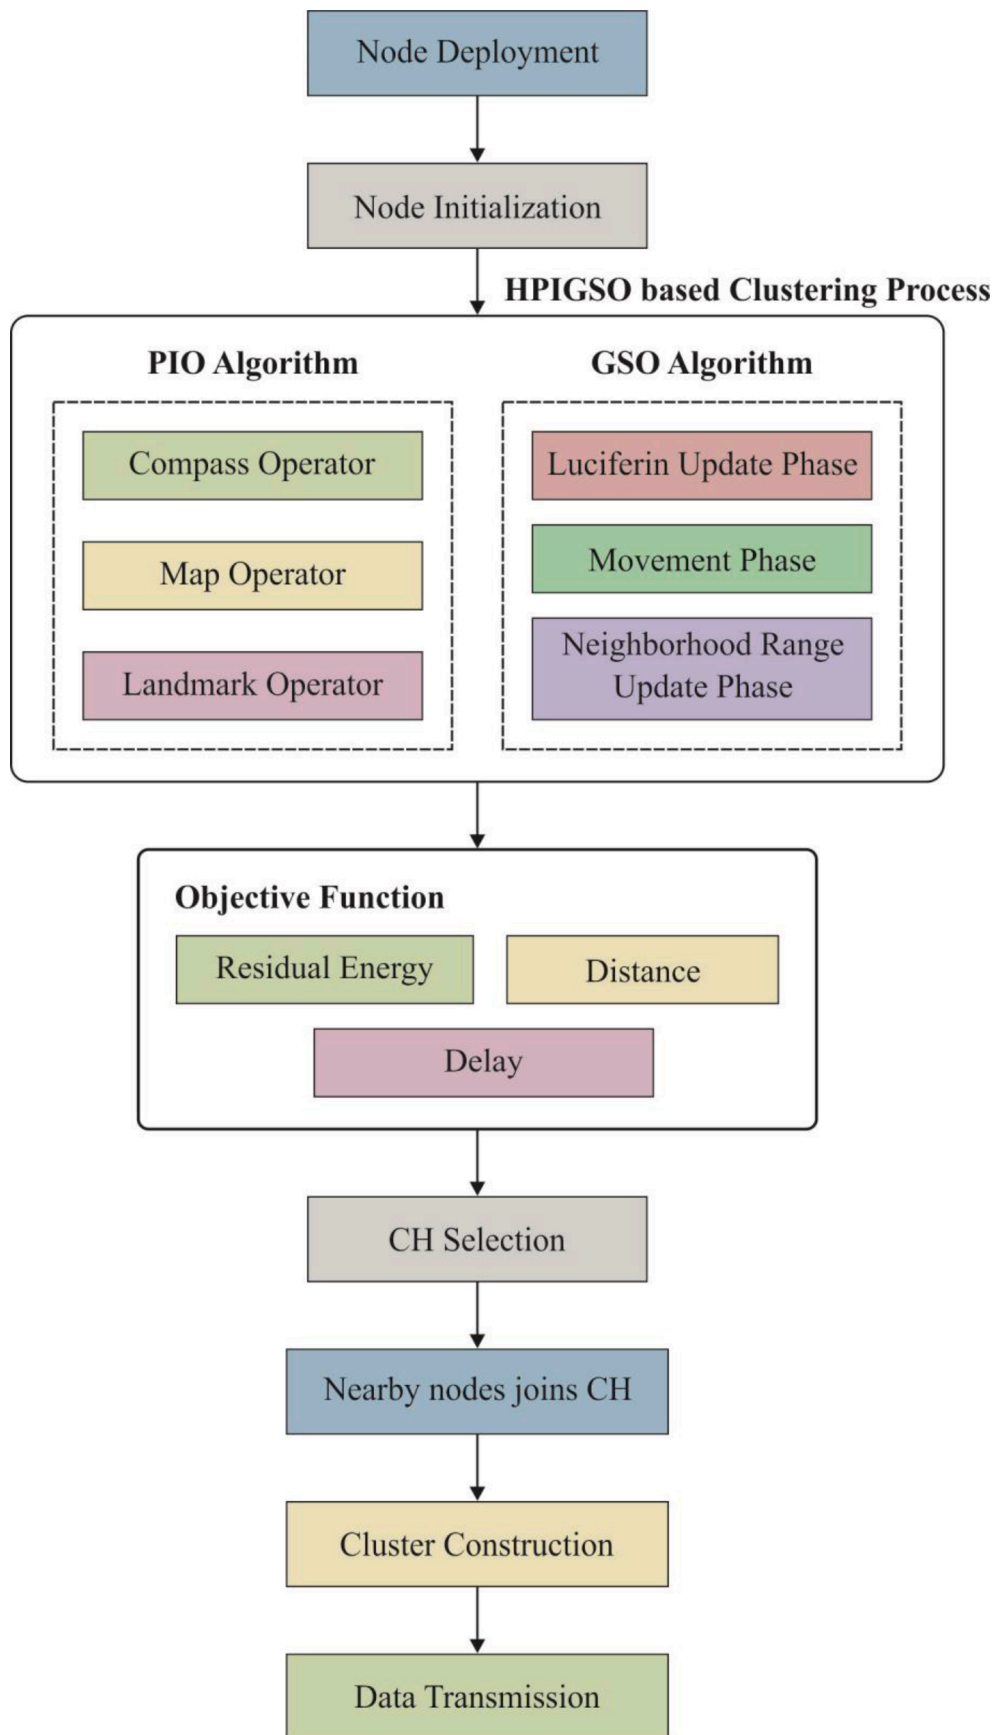 Node Deployment
Node Initialization
HPIGSO based Clustering Process
PIO Algorithm
Compass Operator
Map Operator
Landmark Operator
GSO Algorithm
Luciferin Update Phase
Movement Phase
Neighborhood Range
Update Phase
Objective Function
Residual Energy
Distance
Delay
CH Selection
Nearby nodes joins CH
Cluster Construction
Data Transmission